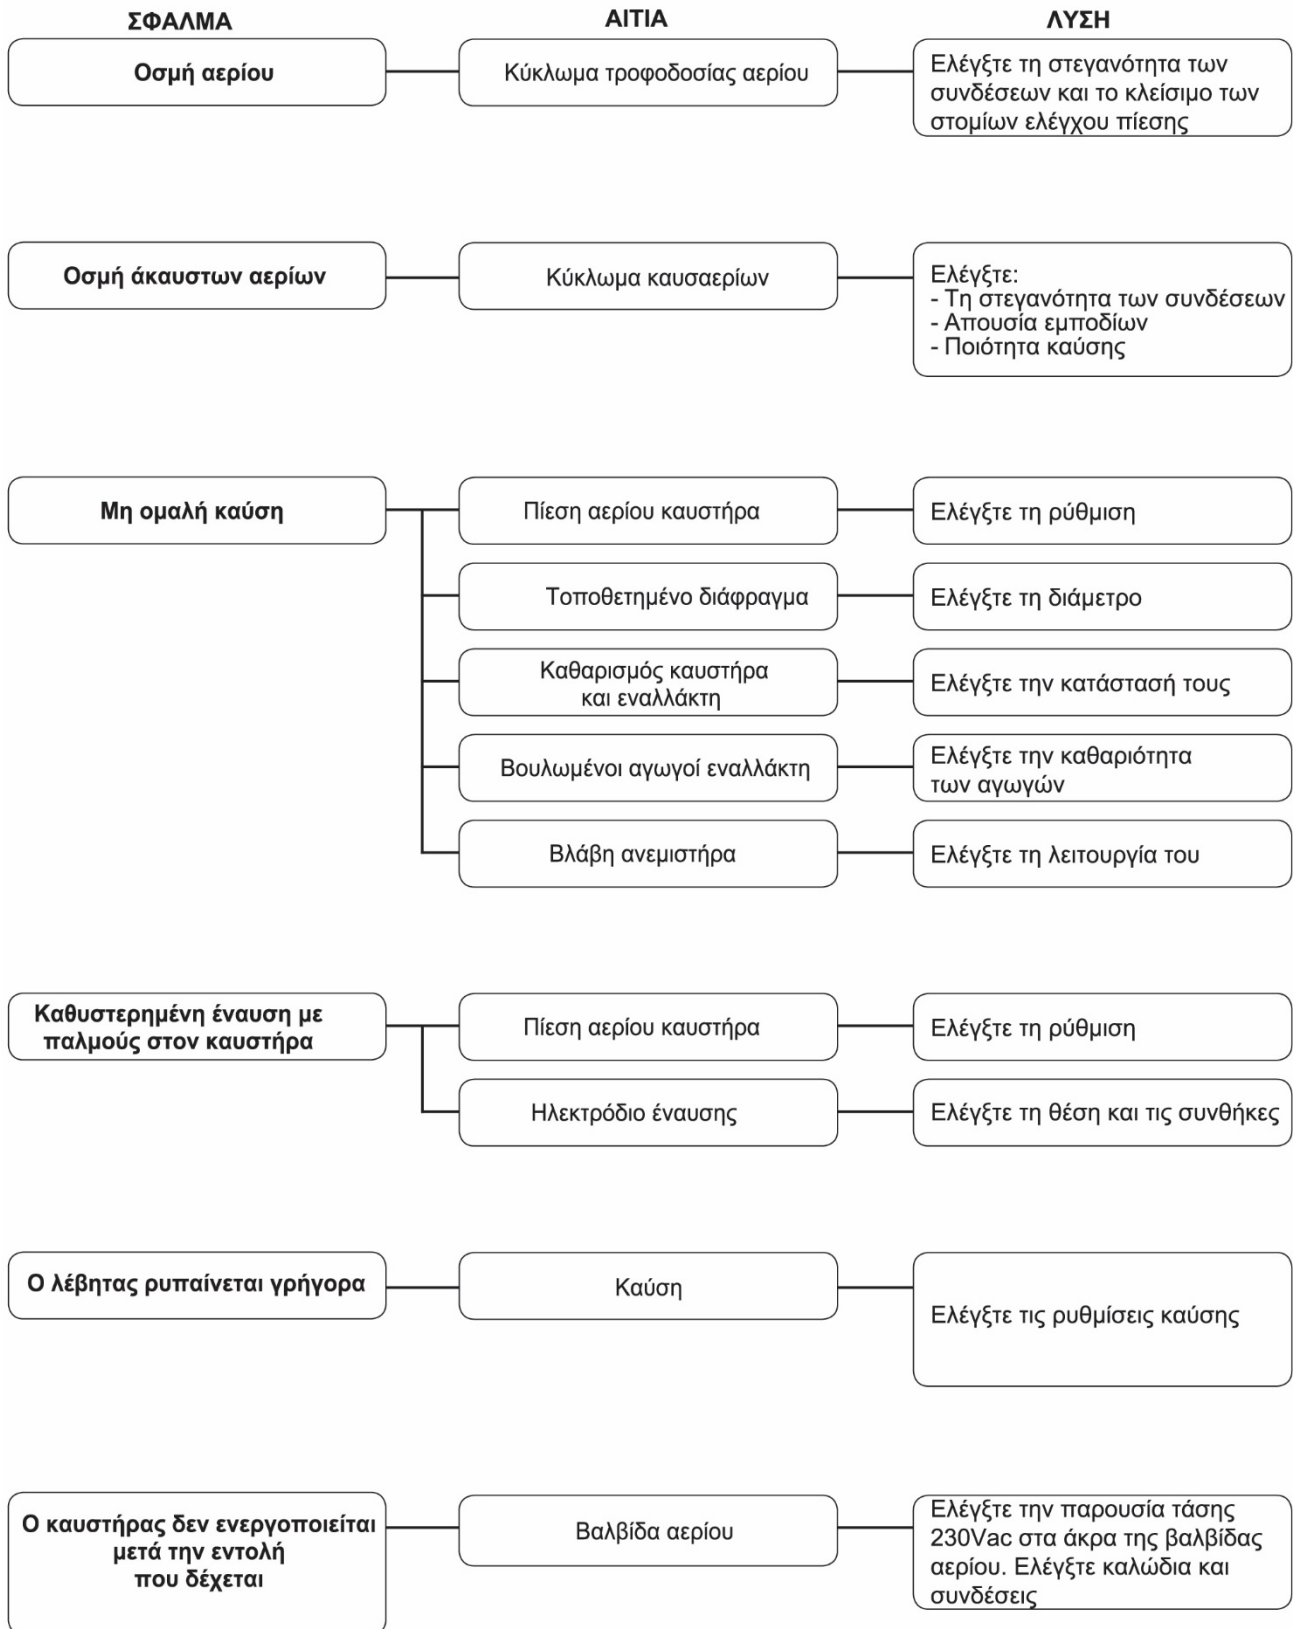 ΣΦΑΛΜΑ ΑΙΤΙΑ ΛΥΣΗ
Οσμή αερίου
Κύκλωμα τροφοδοσίας αερίου
Ελέγξτε τη στεγανότητα των
συνδέσεων και το κλείσιμο των
στομίων ελέγχου πίεσης
Οσμή άκαυστων αερίων
Κύκλωμα καυσαερίων
Ελέγξτε:
- Τη στεγανότητα των συνδέσεων
- Απουσία εμποδίων
- Ποιότητα καύσης
Μη ομαλή καύση
Πίεση αερίου καυστήρα
Ελέγξτε τη ρύθμιση
Τοποθετημένο διάφραγμα
Ελέγξτε τη διάμετρο
Καθαρισμός καυστήρα
και εναλλάκτη
Ελέγξτε την κατάστασή τους
Βουλωμένοι αγωγοί εναλλάκτη
Ελέγξτε την καθαριότητα
των αγωγών
Βλάβη ανεμιστήρα
Ελέγξτε τη λειτουργία του
Καθυστερημένη έναυση με
παλμούς στον καυστήρα
Πίεση αερίου καυστήρα
Ελέγξτε τη ρύθμιση
Ηλεκτρόδιο έναυσης
Ελέγξτε τη θέση και τις συνθήκες
Ο λέβητας ρυπαίνεται γρήγορα
Καύση
Ελέγξτε τις ρυθμίσεις καύσης
Ο καυστήρας δεν ενεργοποιείται
μετά την εντολή
που δέχεται
Βαλβίδα αερίου
Ελέγξτε την παρουσία τάσης
230Vac στα άκρα της βαλβίδας
αερίου. Ελέγξτε καλώδια και
συνδέσεις